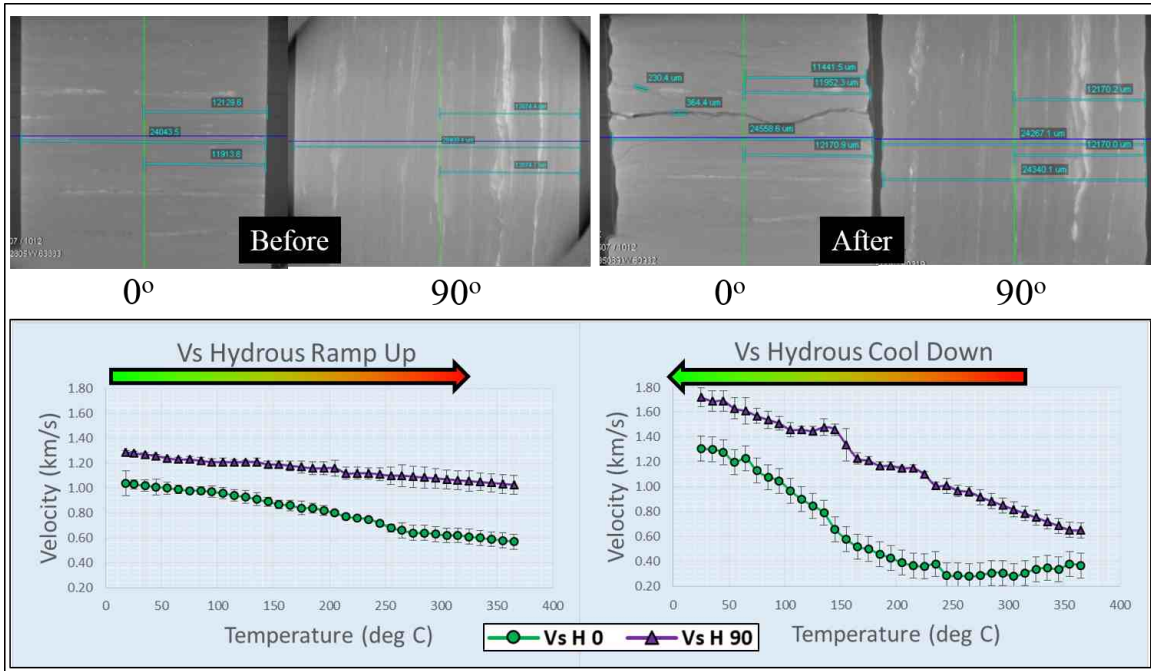 12129.6
24043.5
11913.8
Before
230.4 um
364.4 um
11441.5 um
11952.3 um
24558.6 um
12170.9 um
12170.2 um
24267.1 um
12170.0 um
24340.1 um
After
0o
90o
0o
90o
Vs Hydrous Ramp Up
1.80
1.60
1.40
1.20
1.00
0.80
0.60
0.40
0.20
0 50 100 150 200 250 300 350 400
Velocity (km/s)
Temperature (deg C)
Vs Hydrous Cool Down
1.80
1.60
1.40
1.20
1.00
0.80
0.60
0.40
0.20
0 50 100 150 200 250 300 350 400
Velocity (km/s)
Temperature (deg C)
Vs H 0 Vs H 90